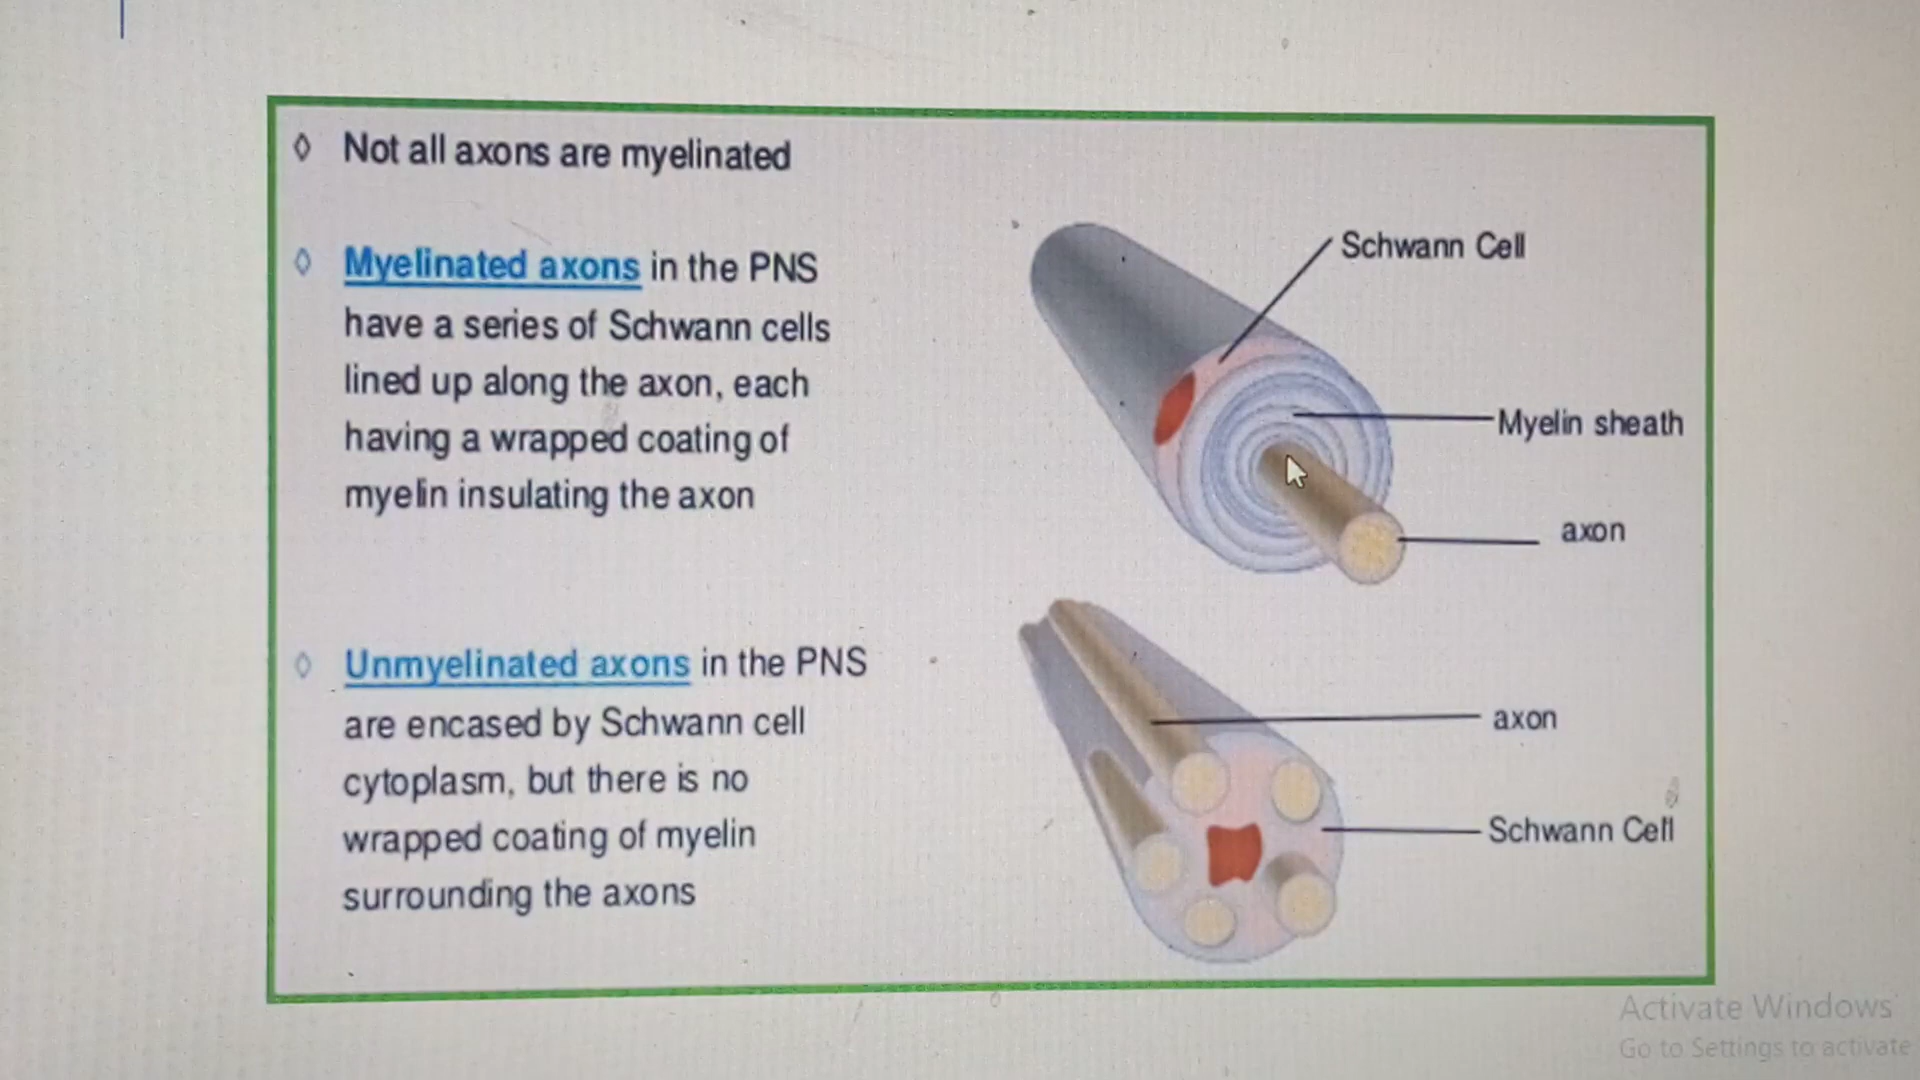 Not all axons are myelinated
Myelinated axons in the PNS
have a series of Schwann cells
lined up along the axon, each
having a wrapped coating of
myelin insulating the axon
Unmyelinated axons in the PNS
are encased by Schwann cell
cytoplasm, but there is no
wrapped coating of myelin
surrounding the axons
Schwann Cell
Myelin sheath
axon
axon
Schwann Cell
Activate Windows
Go to Settings to activate